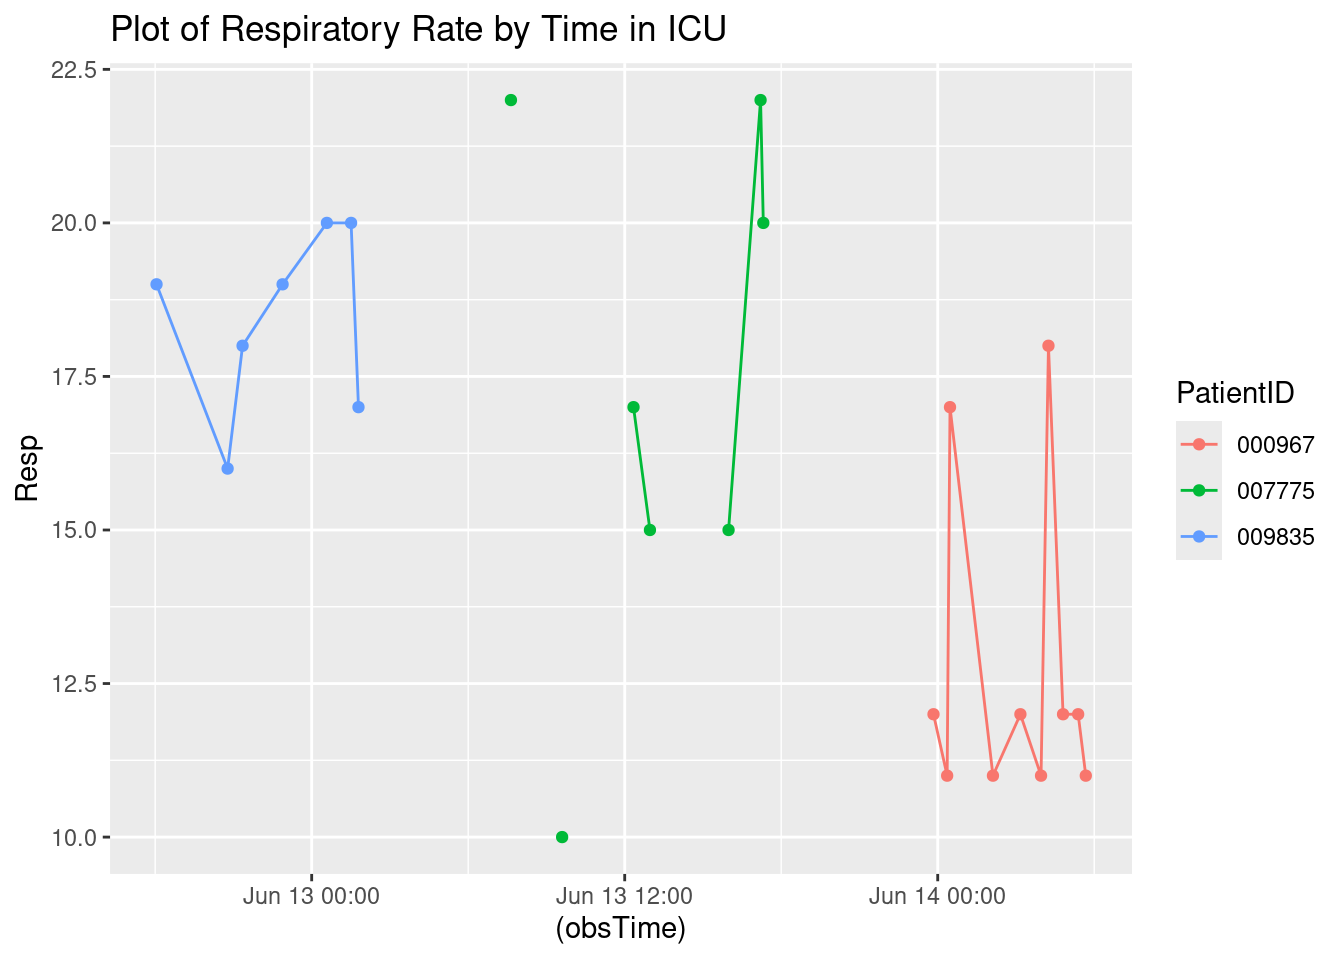 Plot of Respiratory Rate by Time in ICU
22.5
20.0
17.5
15.0
12.5
10.0
Resp
Jun 13 00:00
Jun 13 12:00
Jun 14 00:00
(obsTime)
PatientID
000967
007775
009835